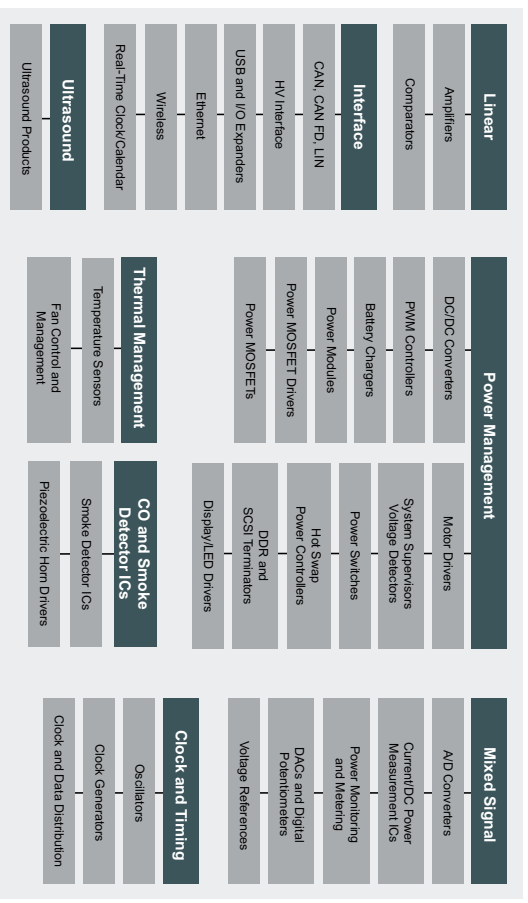 Linear
Amplifiers
Comparators
Interface
CAN, CAN FD, LIN
HV Interface
USB and I/O Expanders
Ethernet
Wireless
Real-Time Clock/Calendar
Ultrasound
Ultrasound Products
Power Management
DC/DC Converters
PWM Controllers
Battery Chargers
Power Modules
Power MOSFET Drivers
Power MOSFETs
Motor Drivers
System Supervisors
Voltage Detectors
Power Switches
Hot Swap
Power Controllers
DDR and
SCSI Terminators
Display/LED Drivers
Thermal Management
Temperature Sensors
Fan Control and
Management
CO and Smoke
Detector ICs
Smoke Detector ICs
Piezoelectric Horn Drivers
Mixed Signal
A/D Converters
Current/DC Power
Measurement ICs
Power Monitoring
and Metering
DACs and Digital
Potentiometers
Voltage References
Clock and Timing
Oscillators
Clock Generators
Clock and Data Distribution